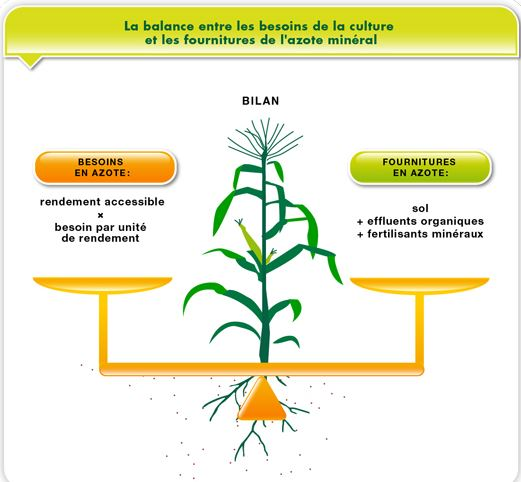 La balance entre les besoins de la culture
et les fournitures de l'azote minéral
BILAN
BESOINS
EN AZOTE :
rendement accessible
×
besoin par unité
de rendement
FOURNITURES
EN AZOTE :
sol
+ effluents organiques
+ fertilisants minéraux